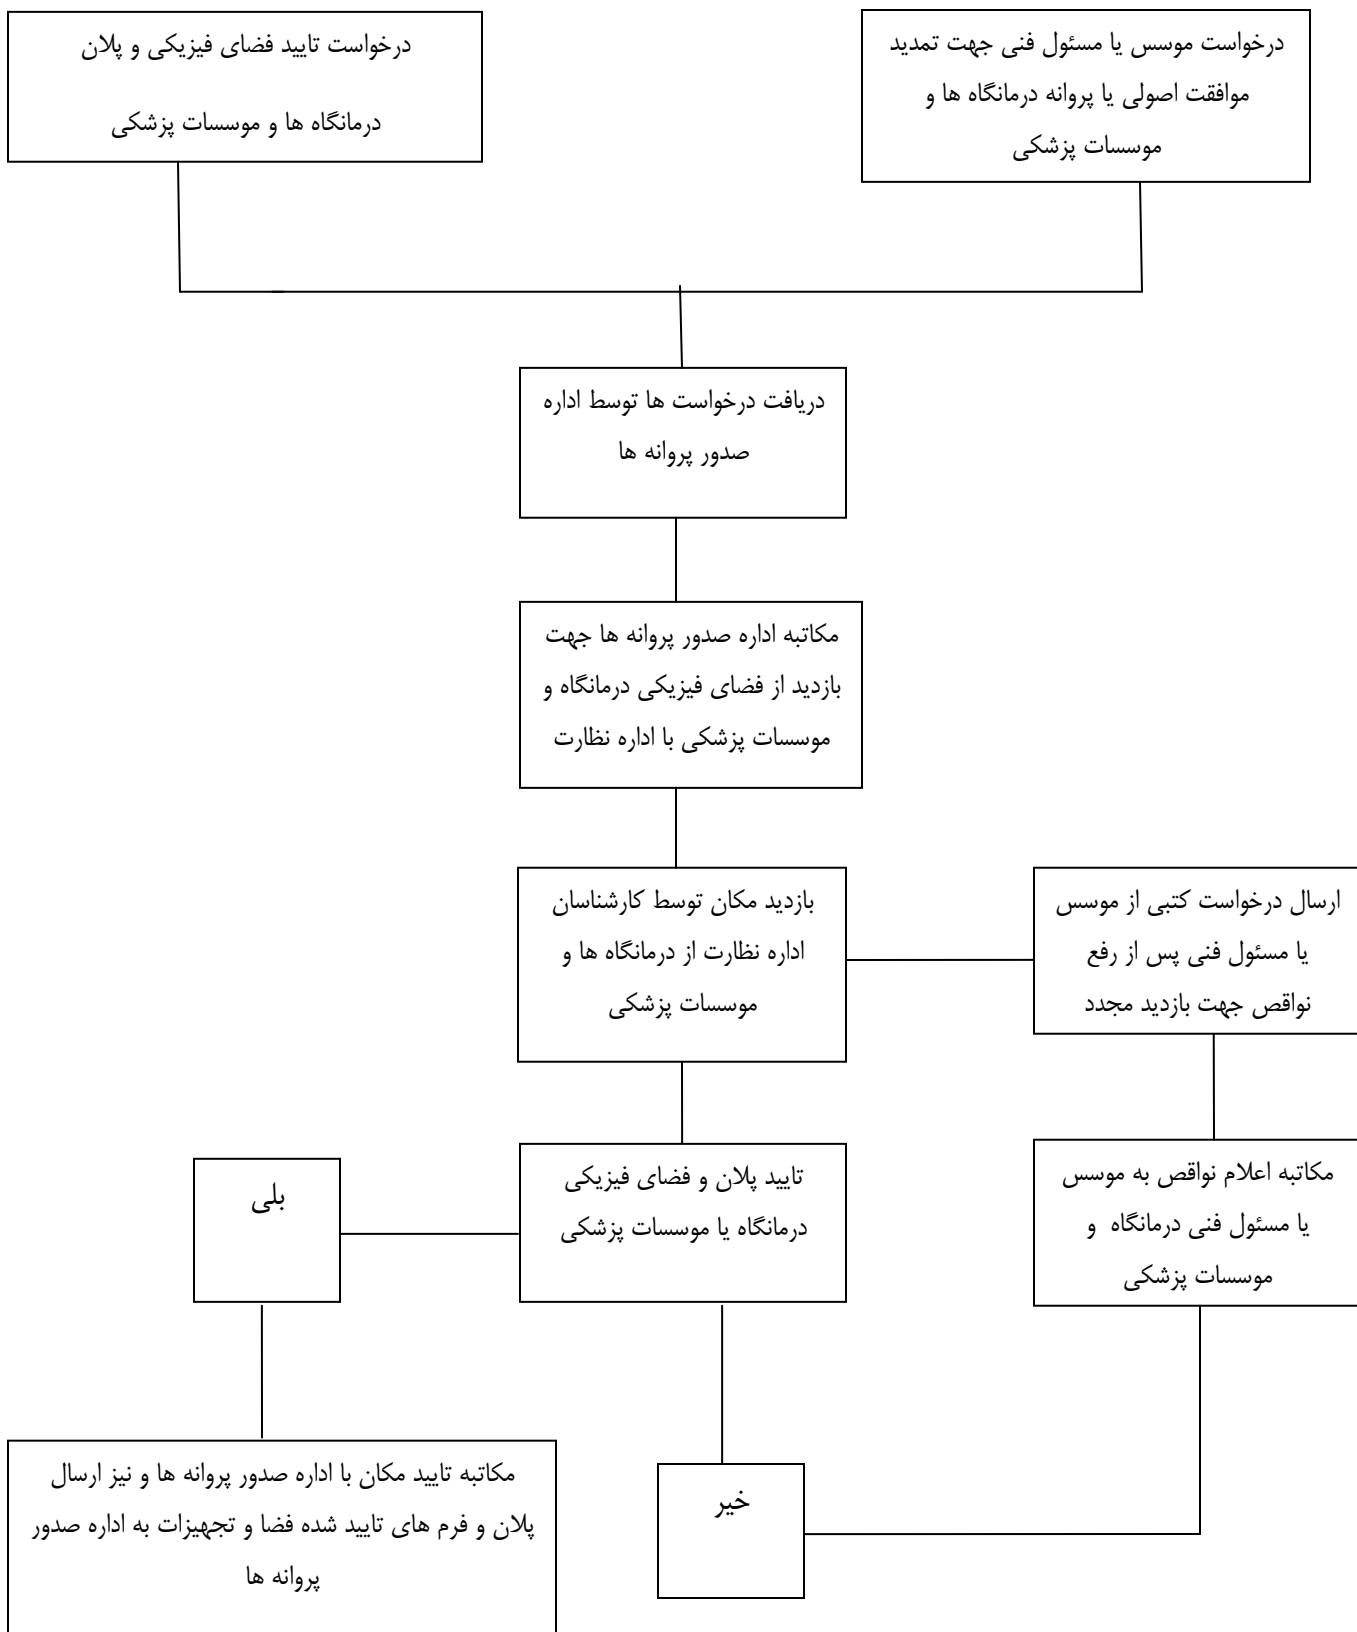 درخواست موسس یا مسئول فنی جهت تمدید
موافقت اصولی یا پروانه درمانگاه ها و
موسسات پزشکی
درخواست تایید فضای فیزیکی و پلان
درمانگاه ها و موسسات پزشکی
دریافت درخواست ها توسط اداره
صدور پروانه ها
مکاتبه اداره صدور پروانه ها جهت
بازدید از فضای فیزیکی درمانگاه و
موسسات پزشکی با اداره نظارت
بازدید مکان توسط کارشناسان
اداره نظارت از درمانگاه ها و
موسسات پزشکی
ارسال درخواست کتبی از موسس
یا مسئول فنی پس از رفع
نواقص جهت بازدید مجدد
مکاتبه اعلام نواقص به موسس
یا مسئول فنی درمانگاه و
موسسات پزشکی
تایید پلان و فضای فیزیکی
درمانگاه یا موسسات پزشکی
بلی
خیر
مکاتبه تایید مکان با اداره صدور پروانه ها و نیز ارسال
پلان و فرم های تایید شده فضا و تجهیزات به اداره صدور
پروانه ها